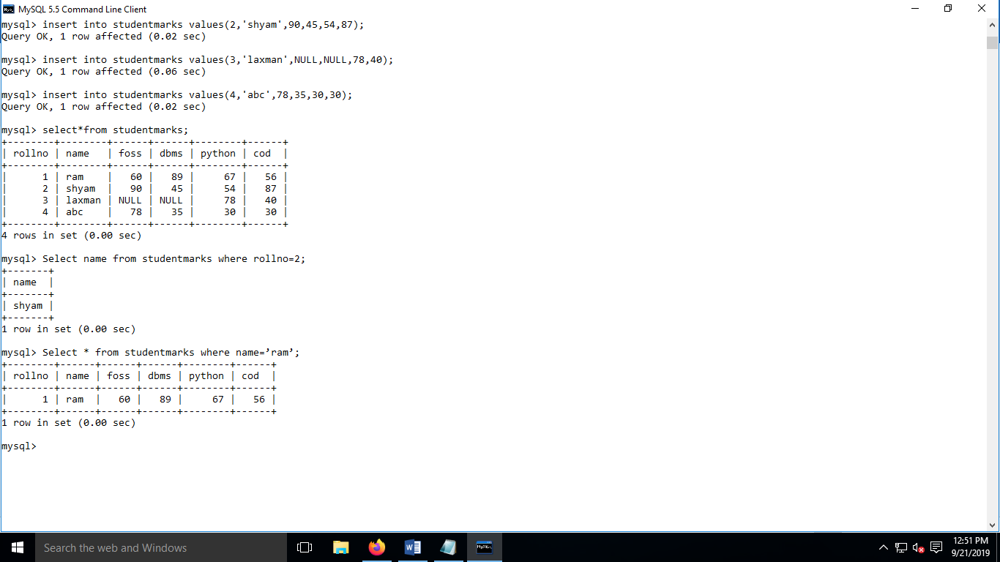 MySQL 5.5 Command Line Client
mysql> insert into studentmarks values(2,'shyam',90,45,54,87);
Query OK, 1 row affected (0.02 sec)
mysql> insert into studentmarks values(3,'laxman',NULL,NULL,78,40);
Query OK, 1 row affected (0.06 sec)
mysql> insert into studentmarks values(4,'abc',78,35,30,30);
Query OK, 1 row affected (0.02 sec)
mysql> select*from studentmarks;
+--------+--------+------+------+--------+------+
| rollno | name   | foss | dbms | python | cod  |
+--------+--------+------+------+--------+------+
|      1 | ram    |   60 |   89 |     67 |   56 |
|      2 | shyam  |   90 |   45 |     54 |   87 |
|      3 | laxman | NULL | NULL |     78 |   40 |
|      4 | abc    |   78 |   35 |     30 |   30 |
+--------+--------+------+------+--------+------+
4 rows in set (0.00 sec)
mysql> Select name from studentmarks where rollno=2;
+-------+
| name  |
+-------+
| shyam |
+-------+
1 row in set (0.00 sec)
mysql> Select * from studentmarks where name=’ram’;
+--------+------+------+------+--------+------+
| rollno | name | foss | dbms | python | cod  |
+--------+------+------+------+--------+------+
|      1 | ram  |   60 |   89 |     67 |   56 |
+--------+------+------+------+--------+------+
1 row in set (0.00 sec)
mysql>
Search the web and Windows
12:51 PM
9/21/2019